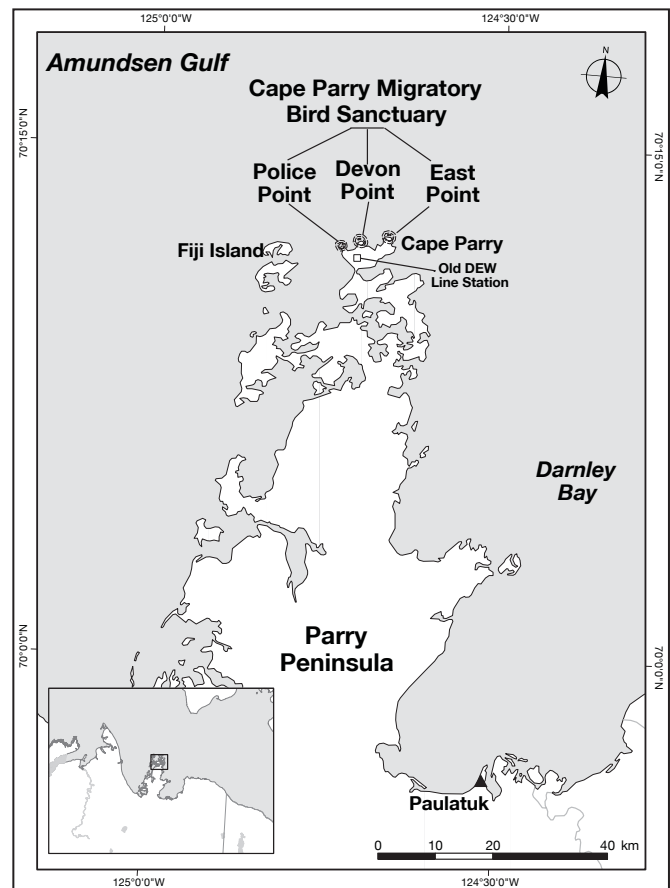 125°0'0"W
124°30'0"W
Amundsen Gulf
N
Cape Parry Migratory
Bird Sanctuary
70°15'0"N
70°15'0"N
Police
Point
Devon
Point
East
Point
Fiji Island
Cape Parry
Old DEW
Line Station
Darnley
Bay
Parry
Peninsula
70°0'0"N
70°0'0"N
Paulatuk
0 10 20 40 km
125°0'0"W
124°30'0"W